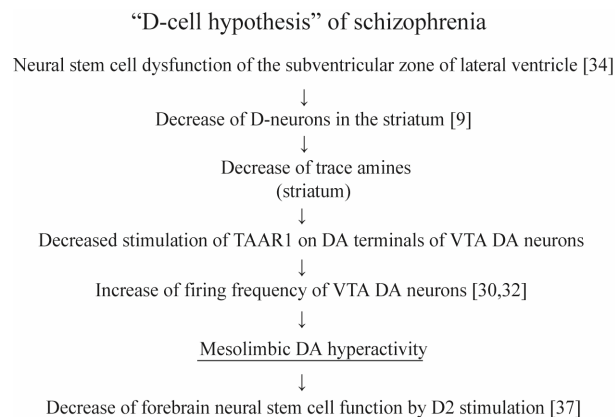 “D-cell hypothesis” of schizophrenia
Neural stem cell dysfunction of the subventricular zone of lateral ventricle [34]
↓
Decrease of D-neurons in the striatum [9]
↓
Decrease of trace amines
(striatum)
↓
Decreased stimulation of TAAR1 on DA terminals of VTA DA neurons
↓
Increase of firing frequency of VTA DA neurons [30,32]
↓
Mesolimbic DA hyperactivity
↓
Decrease of forebrain neural stem cell function by D2 stimulation [37]